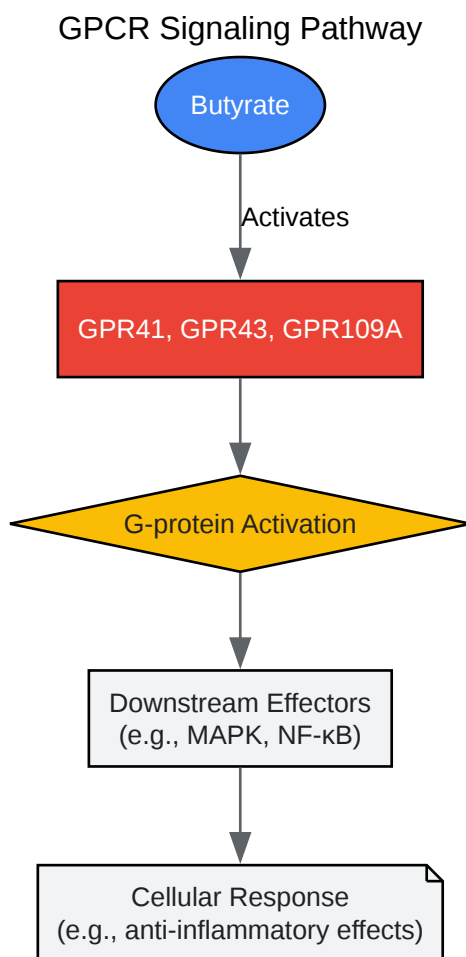 GPCR Signaling Pathway
Butyrate
Activates
GPR41, GPR43, GPR109A
G-protein Activation
Downstream Effectors
(e.g., MAPK, NF-κB)
Cellular Response
(e.g., anti-inflammatory effects)